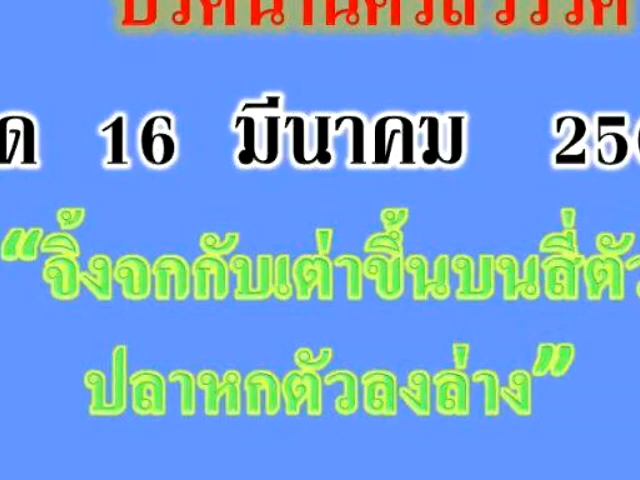 ด 16 มีนาคม 25
“จิ้งจกกับเต่าขึ้นบนสี่ตัว
ปลาหกตัวลงล่าง”